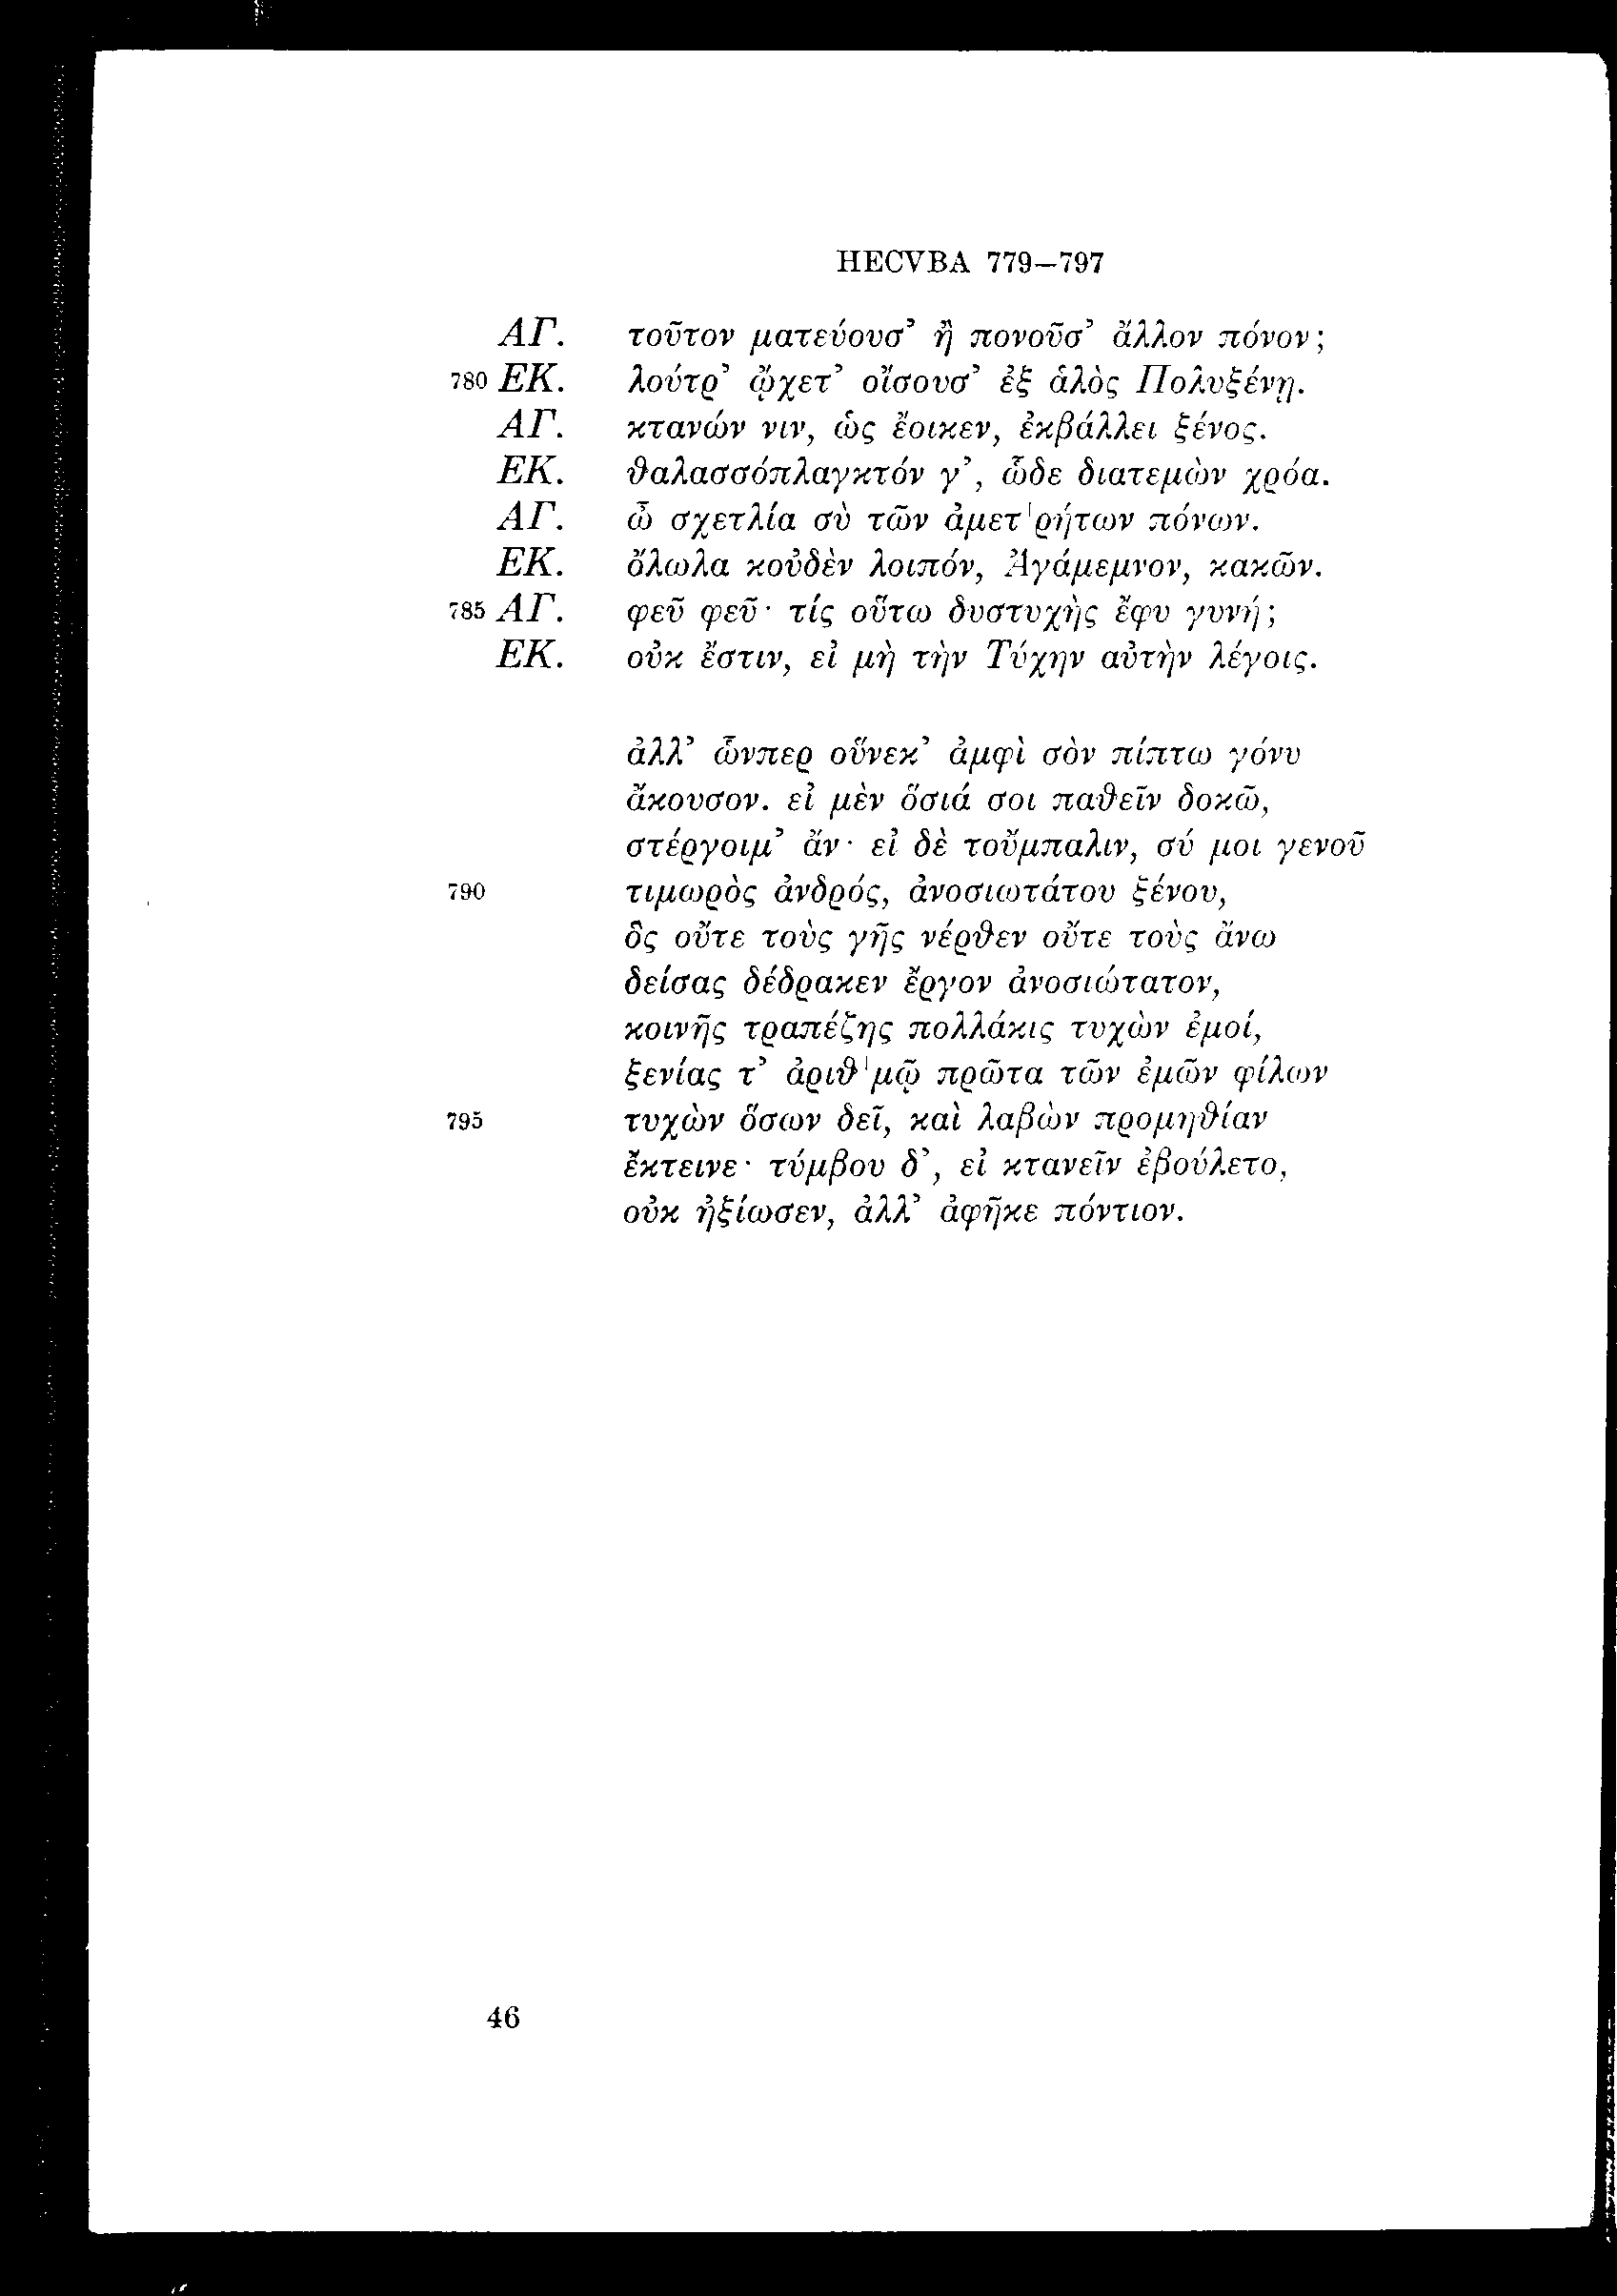 HECVBA 779–797
ΑΓ. τοῦτον ματεύουσ’ ἢ πονοῦσ’ ἄλλον πόνον;
780 ΕΚ. λούτρ’ ᾤχετ’ οἴσουσ’ ἐξ ἁλὸς Πολυξένῃ.
ΑΓ. κτανών νιν, ὡς ἔοικεν, ἐκβάλλει ξένος.
ΕΚ. θαλασσόπλαγκτόν γ’, ὧδε διατεμὼν χρόα.
ΑΓ. ὦ σχετλία σὺ τῶν ἀμετ'ρήτων πόνων.
ΕΚ. ὄλωλα κοὐδὲν λοιπόν, Ἀγάμεμνον, κακῶν.
785 ΑΓ. φεῦ φεῦ· τίς οὕτω δυστυχὴς ἔφυ γυνή;
ΕΚ. οὐκ ἔστιν, εἰ μὴ τὴν Τύχην αὐτὴν λέγοις.
ἀλλ’ ὧνπερ οὕνεκ’ ἀμφὶ σὸν πίπτω γόνυ
ἄκουσον. εἰ μὲν ὅσιά σοι παθεῖν δοκῶ,
στέργοιμ’ ἄν· εἰ δὲ τοὔμπαλιν, σύ μοι γενοῦ
790 τιμωρὸς ἀνδρός, ἀνοσιωτάτου ξένου,
ὃς οὔτε τοὺς γῆς νέρθεν οὔτε τοὺς ἄνω
δείσας δέδρακεν ἔργον ἀνοσιώτατον,
κοινῆς τραπέζης πολλάκις τυχὼν ἐμοί,
ξενίας τ’ ἀριθ'μῷ πρῶτα τῶν ἐμῶν φίλων
795 τυχὼν ὅσων δεῖ, καὶ λαβὼν προμηθίαν
ἔκτεινε· τύμβου δ’, εἰ κτανεῖν ἐβούλετο,
οὐκ ἠξίωσεν, ἀλλ’ ἀφῆκε πόντιον.
46